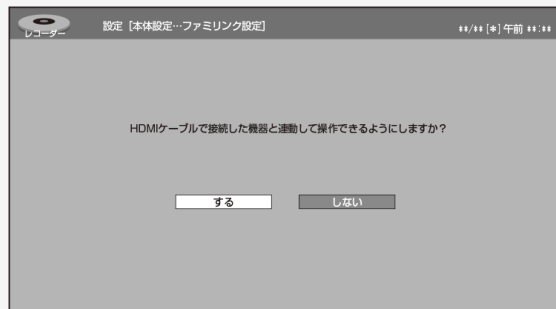 レコーダー
設定 [本体設定…ファミリンク設定]
**/**[*]午前 **:**
HDMIケーブルで接続した機器と連動して操作できるようにしますか？
する
しない